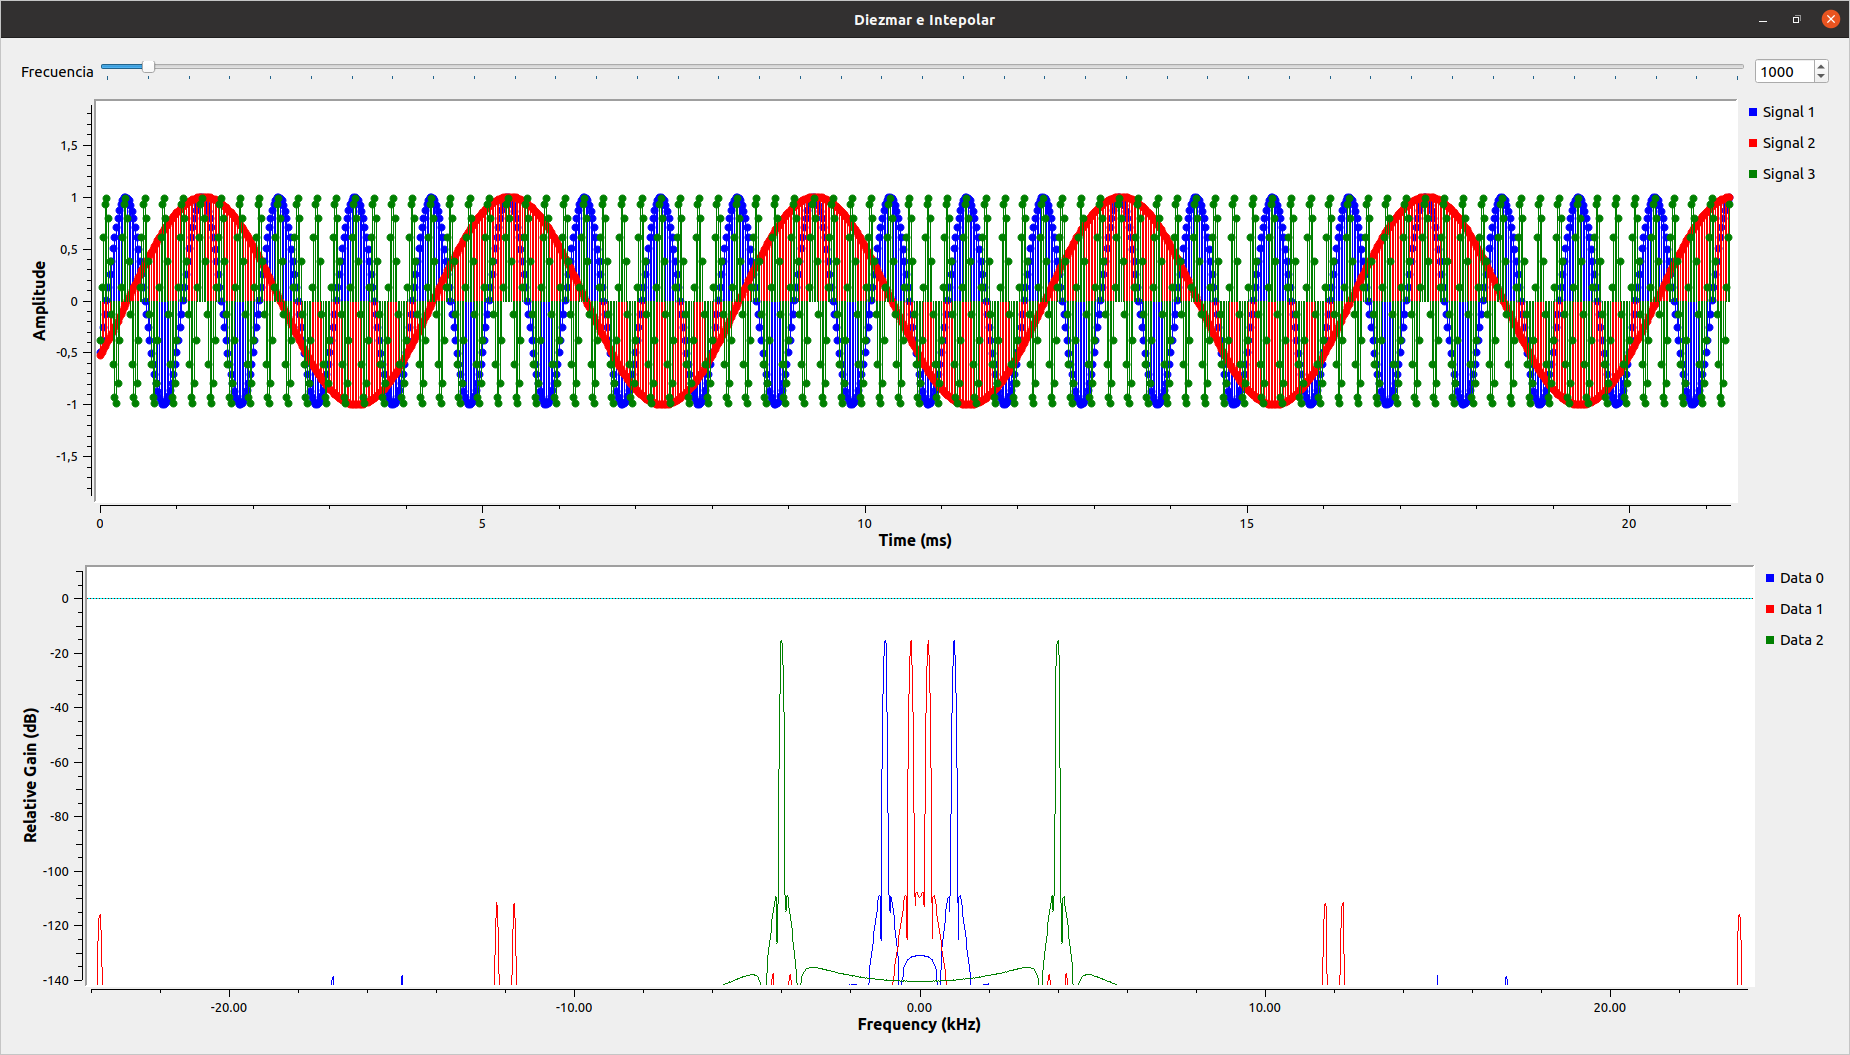 Diezmar e Intepolar
Frecuencia
1000
Signal 1
Signal 2
Signal 3
Amplitude
1,5
1
0,5
0
-0,5
-1
-1,5
0 5 10 15 20
Time (ms)
Data 0
Data 1
Data 2
Relative Gain (dB)
0
-20
-40
-60
-80
-100
-120
-140
-20.00 -10.00 0.00 10.00 20.00
Frequency (kHz)